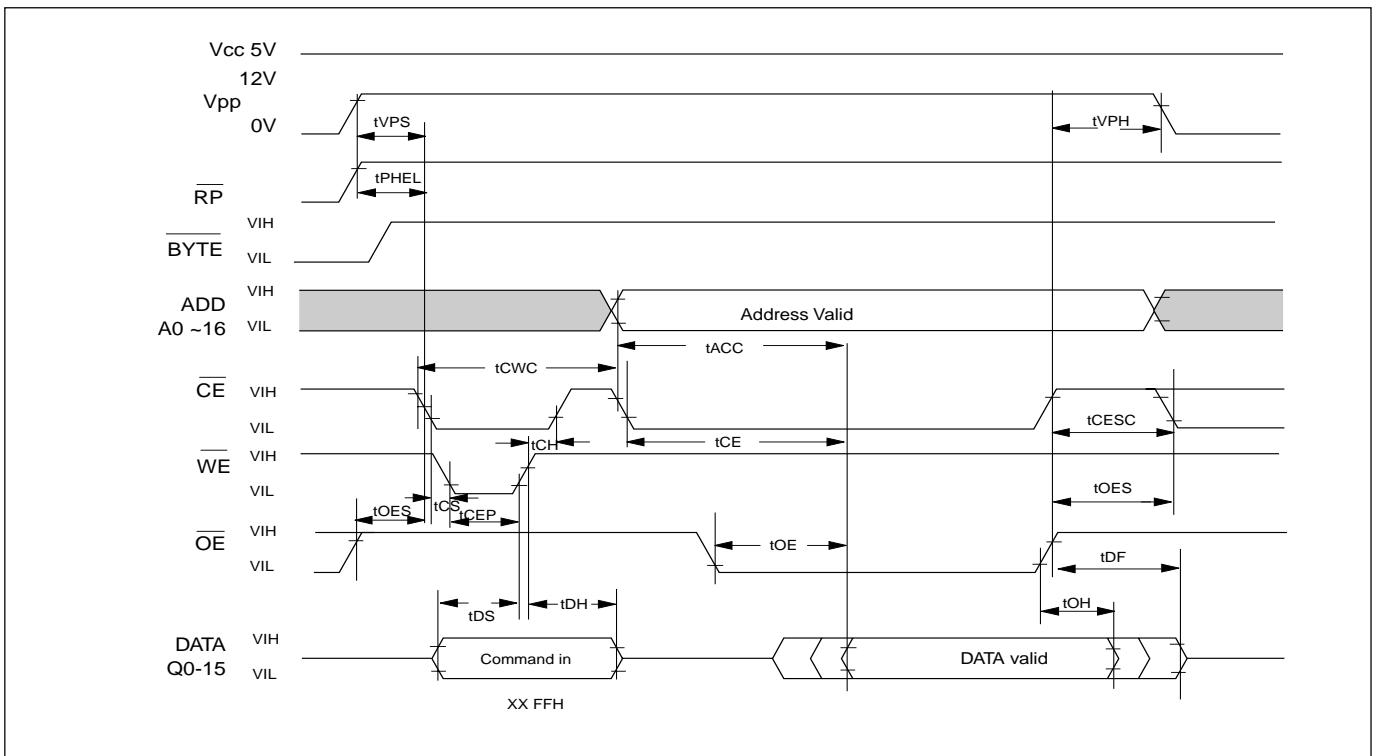 Vcc 5V
12V
Vpp
0V
tVPS
tVPH
tPHEL
RP
VIH
BYTE
VIL
VIH
ADD
Address Valid
A0 ~16
VIL
tACC
tCWC
CE
VIH
VIL
tCESC
tCH
tCE
WE
VIH
VIL
tOES
tCS
tOES
tCEP
OE
VIH
tOE
VIL
tDF
tOH
tDS
tDH
DATA
VIH
Command in
DATA valid
Q0-15
VIL
XX FFH